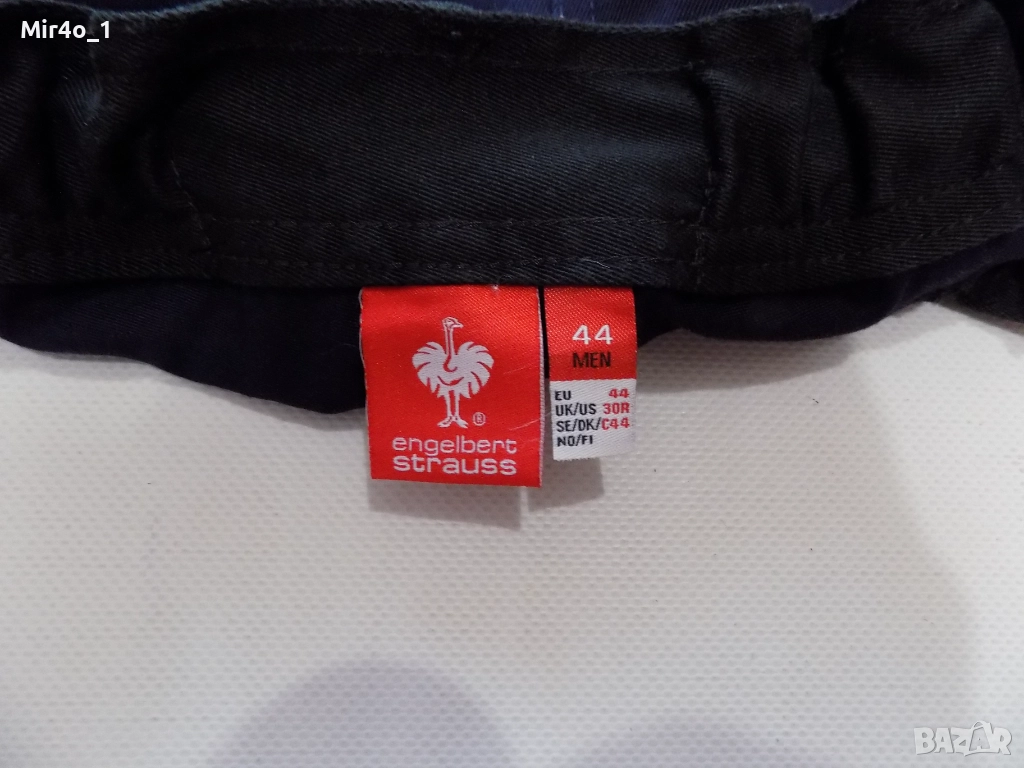 Mir4o_1
engelbert
strauss
®
44
MEN
EU 44
UK/US 30R
SE/DK/ C44
NO/FI
BAZAR